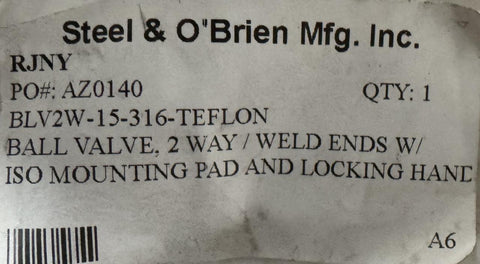 Steel & O'Brien Mfg. Inc.
RJNY
PO#: AZ0140 QTY: 1
BLV2W-15-316-TEFLON
BALL VALVE, 2 WAY / WELD ENDS W/
ISO MOUNTING PAD AND LOCKING HAND
A6